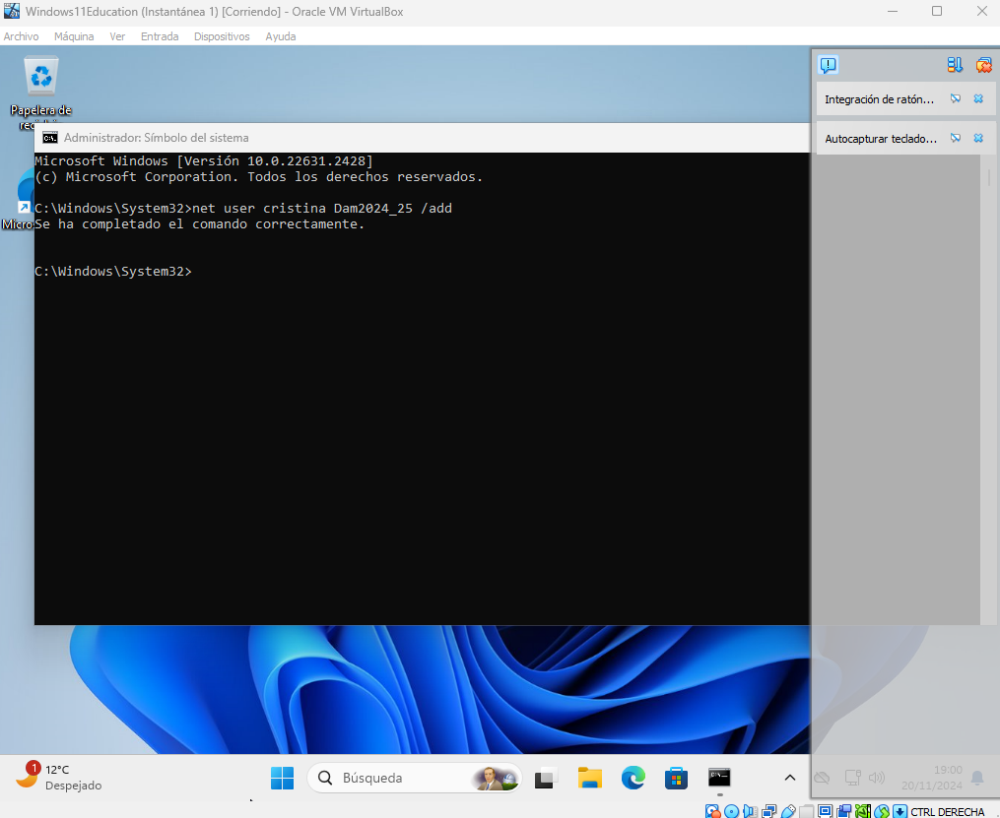 Windows11Education (Instantánea 1) [Corriendo] - Oracle VM VirtualBox
Archivo Máquina Ver Entrada Dispositivos Ayuda
Papelera de
Integración de ratón...
Autocapturar teclado...
Administrador: Símbolo del sistema
Microsoft Windows [Versión 10.0.22631.2428]
(c) Microsoft Corporation. Todos los derechos reservados.
C:\Windows\System32>net user cristina Dam2024_25 /add
Micro
Se ha completado el comando correctamente.
C:\Windows\System32>
1
12°C
Despejado
Búsqueda
19:00
20/11/2024
CTRL DERECHA